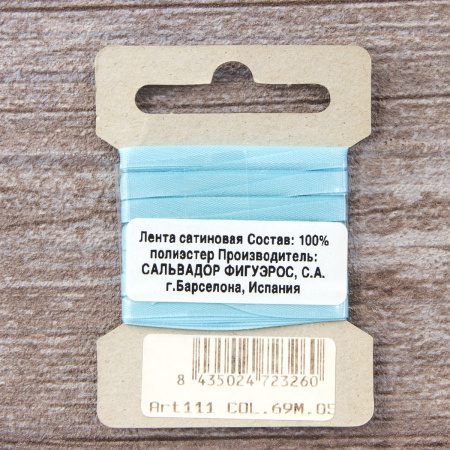 Лента сатиновая Состав: 100%
полиэстер Производитель:
САЛЬВАДОР ФИГУЭРОС, С.А.
г.Барселона, Испания
8 435024 723260
Art111 COL.69M.05